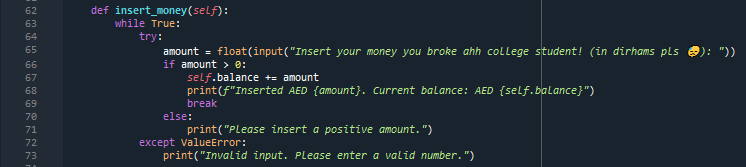 62 def insert_money(self):
63 while True:
64 try:
65 amount = float(input("Insert your money you broke ahh college student! (in dirhams pls 😔): "))
66 if amount > 0:
67 self.balance += amount
68 print(f"Inserted AED {amount}. Current balance: AED {self.balance}")
69 break
70 else:
71 print("Please insert a positive amount.")
72 except ValueError:
73 print("Invalid input. Please enter a valid number.")